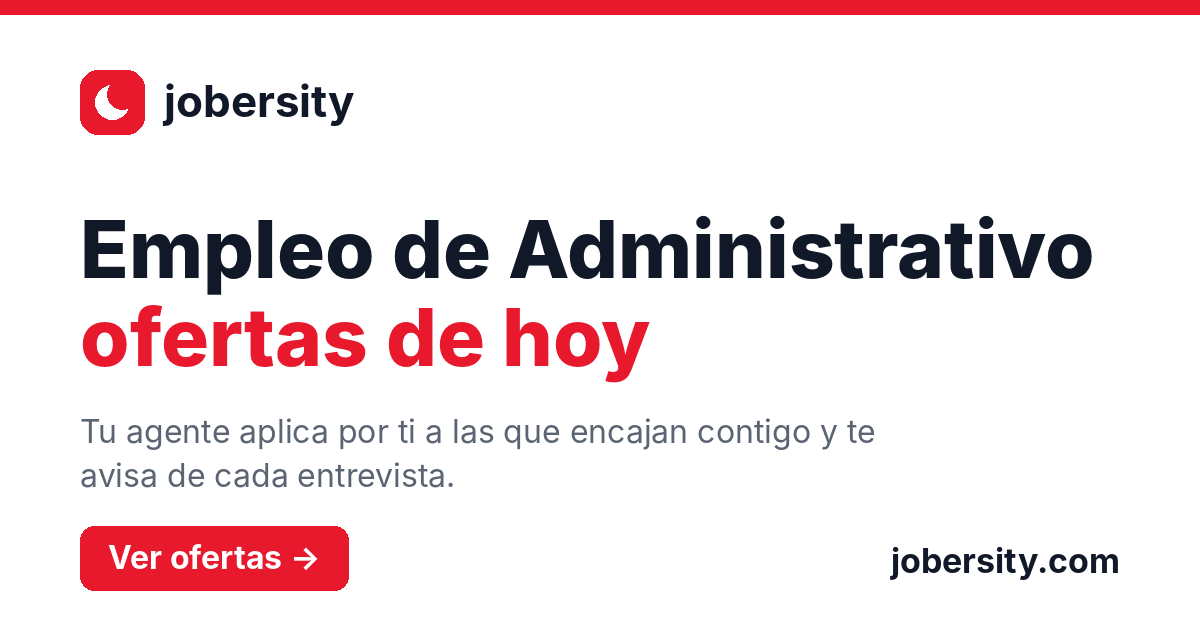 jobersity
Empleo de Administrativo
ofertas de hoy
Tu agente aplica por ti a las que encajan contigo y te
avisa de cada entrevista.
Ver ofertas →
jobersity.com